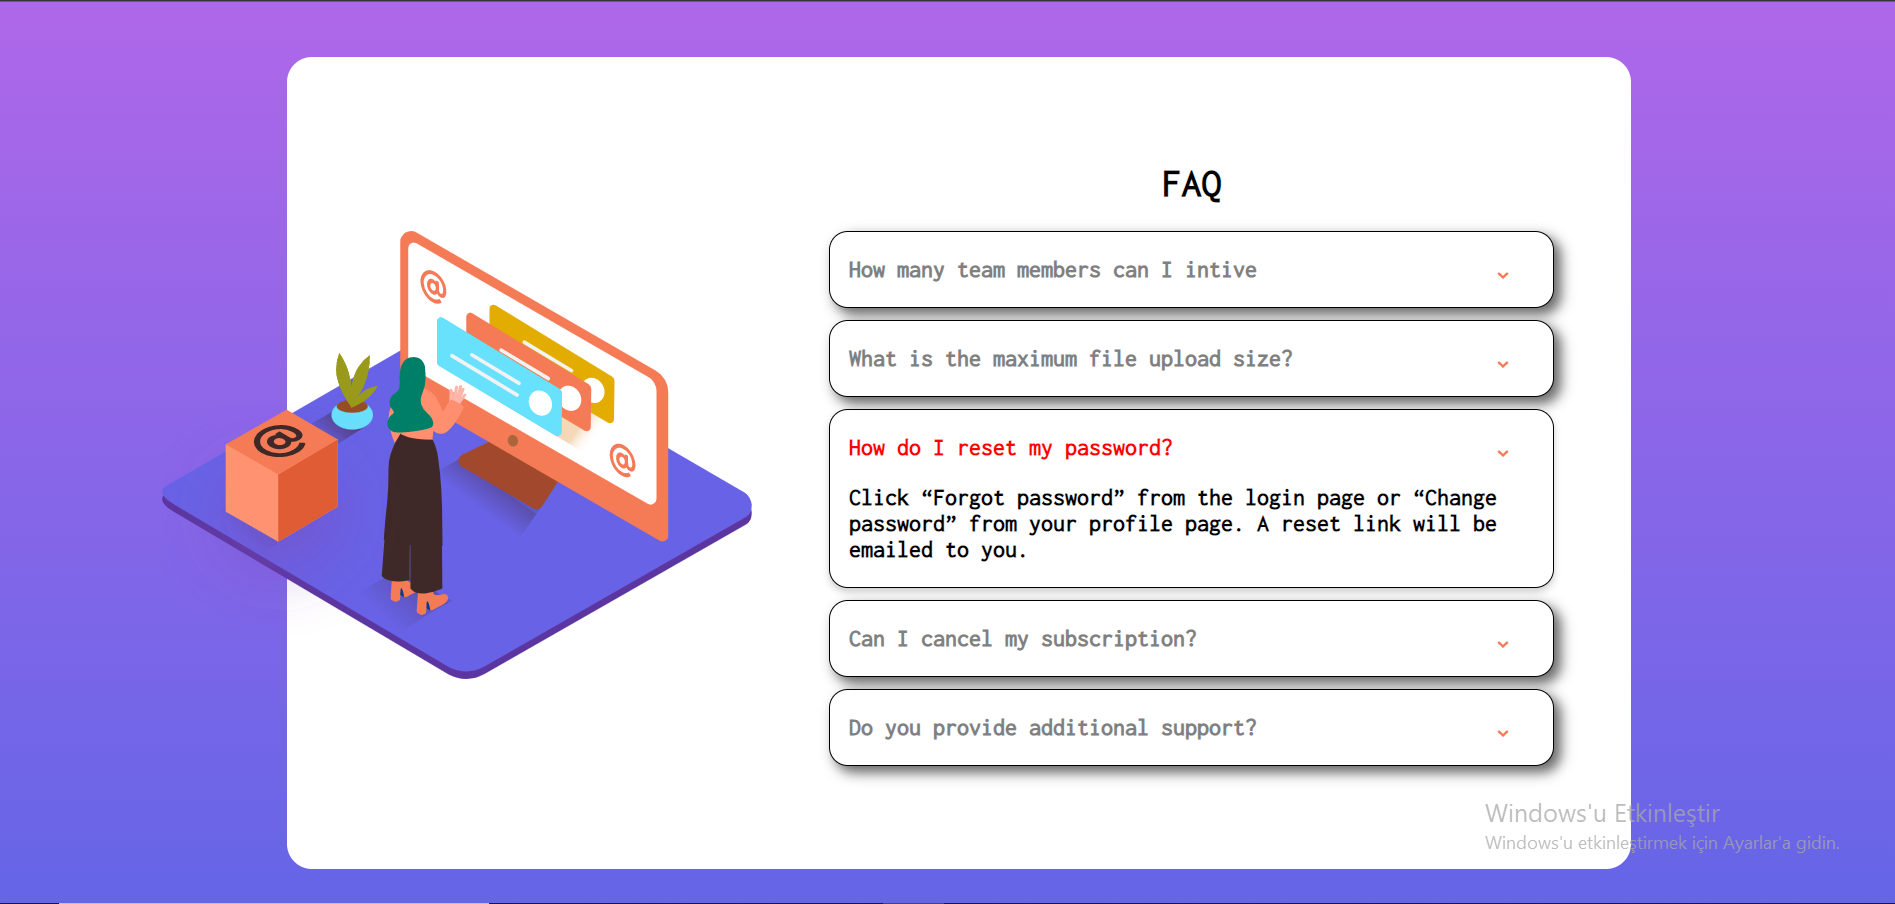 FAQ
How many team members can I intive
What is the maximum file upload size?
How do I reset my password?
Click “Forgot password” from the login page or “Change
password” from your profile page. A reset link will be
emailed to you.
Can I cancel my subscription?
Do you provide additional support?
@
@
@
Windows'u Etkinleştir
Windows'u etkinleştirmek için Ayarlar'a gidin.